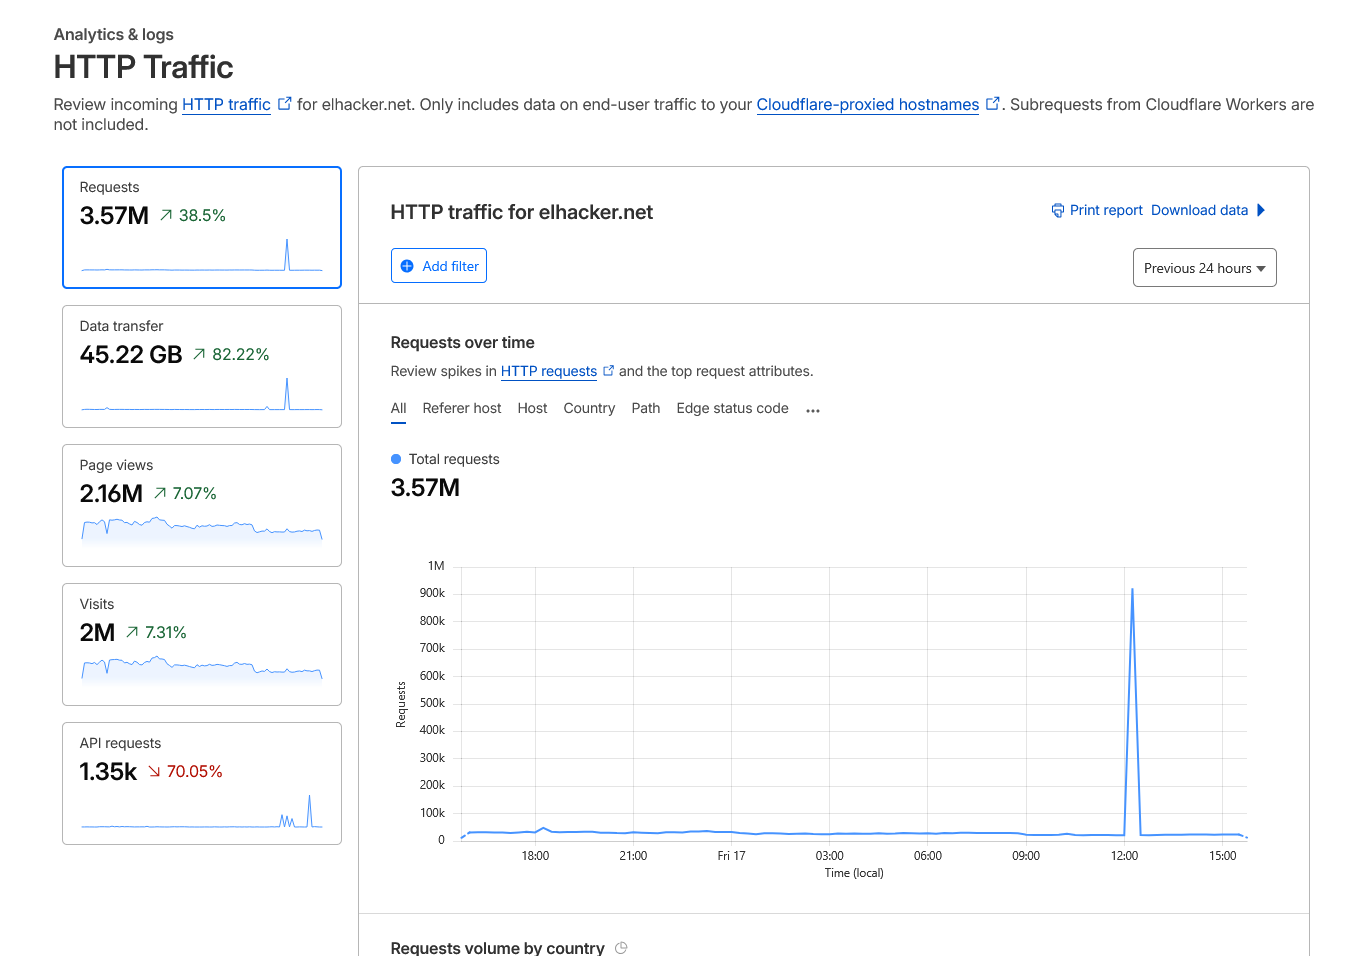 Analytics & logs
HTTP Traffic
Review incoming HTTP traffic for elhacker.net. Only includes data on end-user traffic to your Cloudflare-proxied hostnames. Subrequests from Cloudflare Workers are
not included.
Requests
3.57M 38.5%
Data transfer
45.22 GB 82.22%
Page views
2.16M 7.07%
Visits
2M 7.31%
API requests
1.35k 70.05%
HTTP traffic for elhacker.net
Print report Download data
Add filter
Previous 24 hours
Requests over time
Review spikes in HTTP requests and the top request attributes.
All Referer host Host Country Path Edge status code ...
Total requests
3.57M
1M
900k
800k
700k
600k
500k
400k
300k
200k
100k
0
Requests
18:00 21:00 Fri 17 03:00 06:00 09:00 12:00 15:00
Time (local)
Requests volume by country